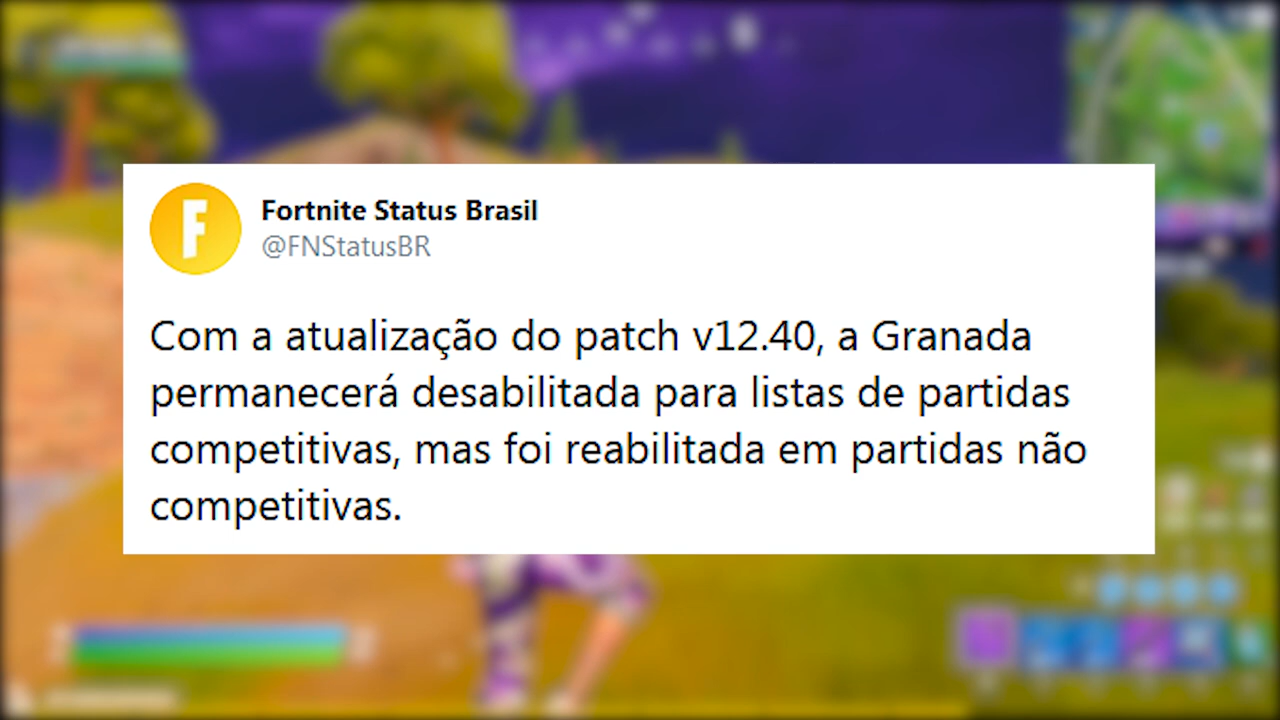 F
Fortnite Status Brasil
@FNStatusBR
Com a atualização do patch v12.40, a Granada
permanecerá desabilitada para listas de partidas
competitivas, mas foi reabilitada em partidas não
competitivas.